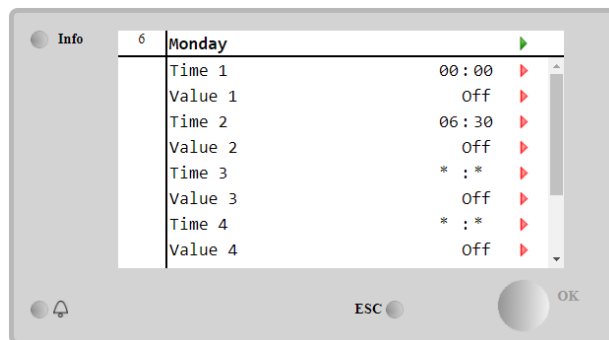 Info
6 Monday
Time 1 00:00
Value 1 Off
Time 2 06:30
Value 2 Off
Time 3 * :*
Value 3 Off
Time 4 * :*
Value 4 Off
ESC
OK